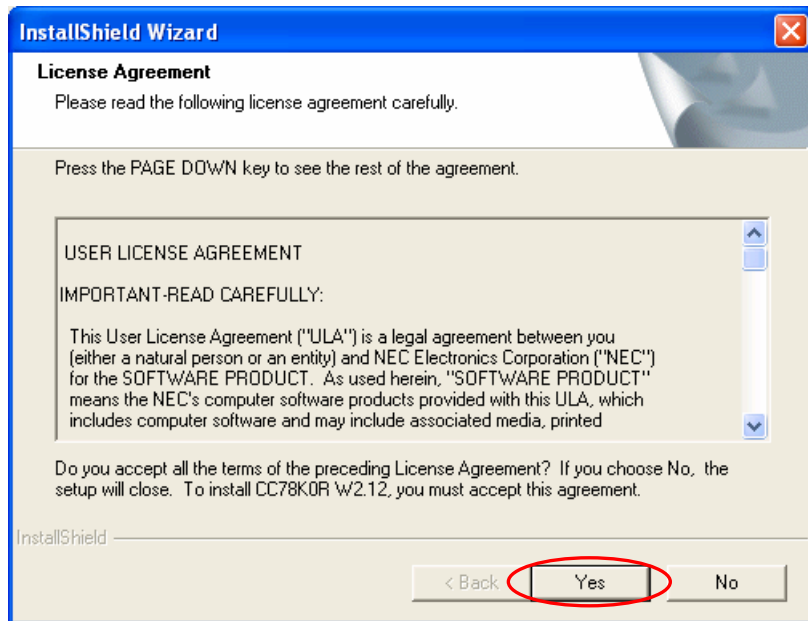 InstallShield Wizard
License Agreement
Please read the following license agreement carefully.
Press the PAGE DOWN key to see the rest of the agreement.
USER LICENSE AGREEMENT
IMPORTANT-READ CAREFULLY:
This User License Agreement ("ULA") is a legal agreement between you
(either a natural person or an entity) and NEC Electronics Corporation ("NEC")
for the SOFTWARE PRODUCT.  As used herein, "SOFTWARE PRODUCT"
means the NEC's computer software products provided with this ULA, which
includes computer software and may include associated media, printed
Do you accept all the terms of the preceding License Agreement?  If you choose No,  the
setup will close.  To install CC78K0R W2.12, you must accept this agreement.
InstallShield
< Back Yes No